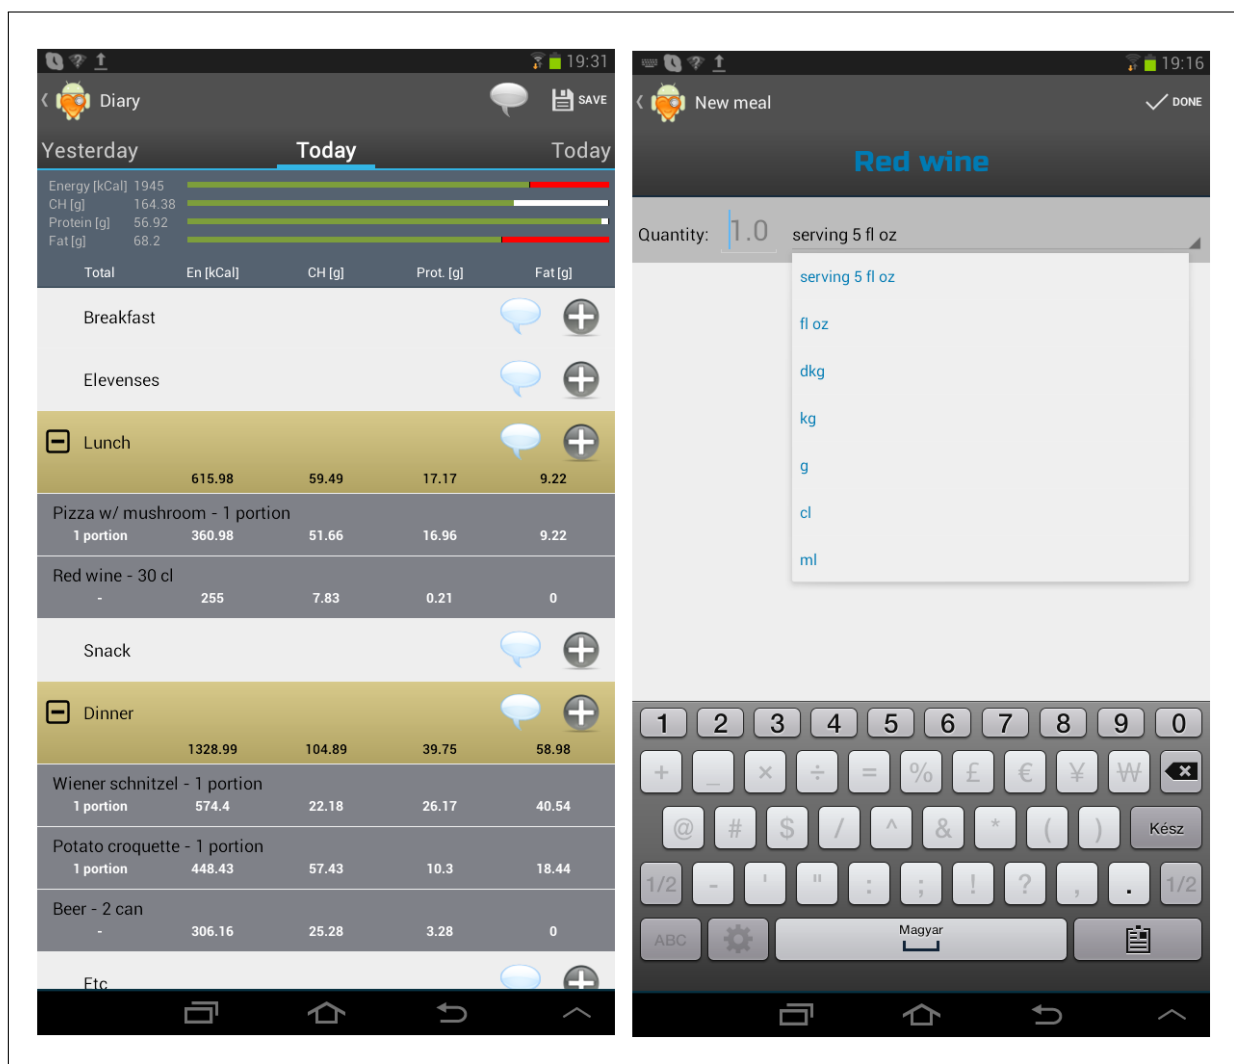 19:31
Diary
SAVE
Yesterday Today Today
Energy [kCal] 1945
CH [g] 164.38
Protein [g] 56.92
Fat [g] 68.2
Total En [kCal] CH [g] Prot. [g] Fat [g]
Breakfast
Elevenses
Lunch
615.98 59.49 17.17 9.22
Pizza w/ mushroom - 1 portion
1 portion 360.98 51.66 16.96 9.22
Red wine - 30 cl
- 255 7.83 0.21 0
Snack
Dinner
1328.99 104.89 39.75 58.98
Wiener schnitzel - 1 portion
1 portion 574.4 22.18 26.17 40.54
Potato croquette - 1 portion
1 portion 448.43 57.43 10.3 18.44
Beer - 2 can
- 306.16 25.28 3.28 0
Etc
19:16
New meal
DONE
Red wine
Quantity: 1.0 serving 5 fl oz
serving 5 fl oz
fl oz
dkg
kg
g
cl
ml
1 2 3 4 5 6 7 8 9 0
+ _ × ÷ = % £ € ¥ ₩
@ # $ / ^ & * ( ) Kész
1/2 - ' " : ; ! ? , . 1/2
ABC Magyar